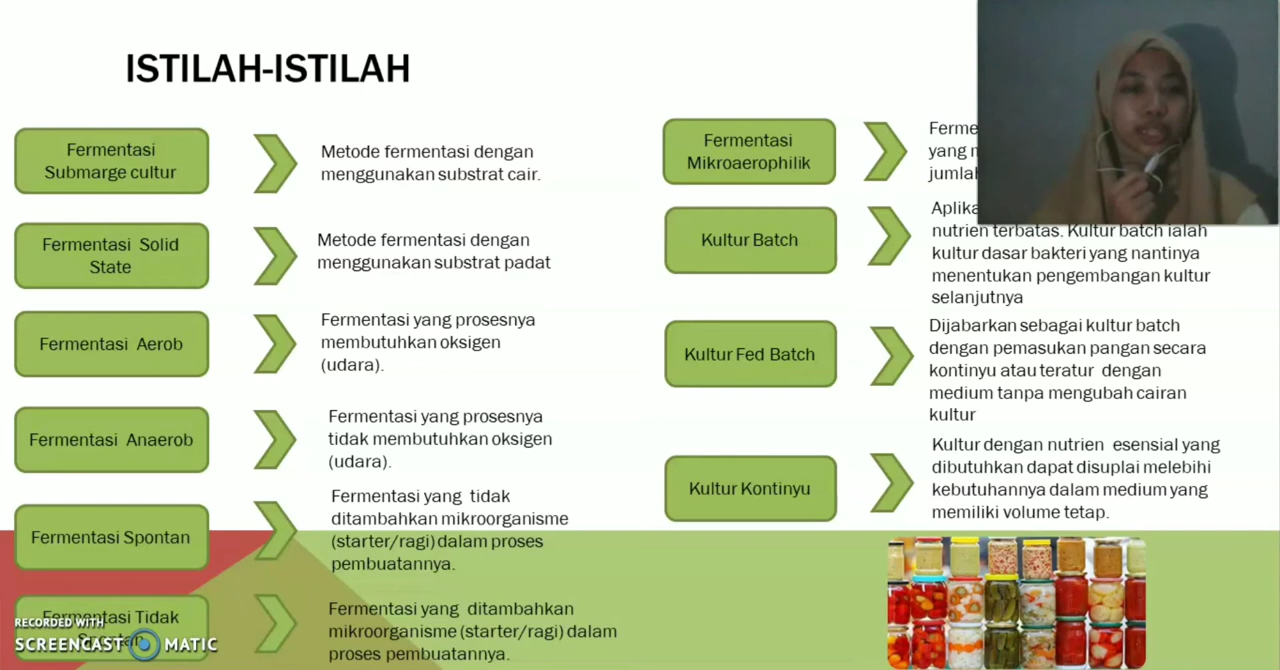 ISTILAH-ISTILAH
Fermentasi
Submarge cultur
Metode fermentasi dengan
menggunakan substrat cair.
Fermentasi Solid
State
Metode fermentasi dengan
menggunakan substrat padat
Fermentasi Aerob
Fermentasi yang prosesnya
membutuhkan oksigen
(udara).
Fermentasi Anaerob
Fermentasi yang prosesnya
tidak membutuhkan oksigen
(udara).
Fermentasi Spontan
Fermentasi yang tidak
ditambahkan mikroorganisme
(starter/ragi) dalam proses
pembuatannya.
Fermentasi Tidak
Fermentasi yang ditambahkan
mikroorganisme (starter/ragi) dalam
proses pembuatannya.
Fermentasi
Mikroaerophilik
yang
Kultur Batch
nutrien terbatas. Kultur batch ialah
kultur dasar bakteri yang nantinya
menentukan pengembangan kultur
selanjutnya
Kultur Fed Batch
Dijabarkan sebagai kultur batch
dengan pemasukan pangan secara
kontinyu atau teratur dengan
medium tanpa mengubah cairan
kultur
Kultur Kontinyu
Kultur dengan nutrien esensial yang
dibutuhkan dapat disuplai melebihi
kebutuhannya dalam medium yang
memiliki volume tetap.
RECORDED WITH
SCREENCAST MATIC